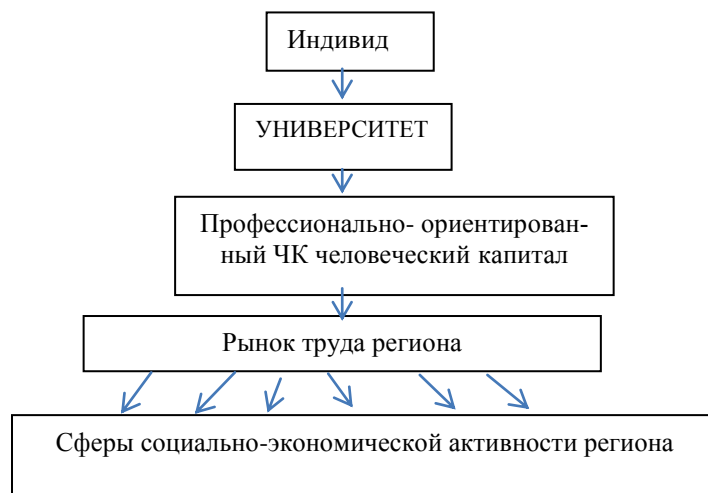 Индивид
УНИВЕРСИТЕТ
Профессионально- ориентирован-
ный ЧК человеческий капитал
Рынок труда региона
Сферы социально-экономической активности региона